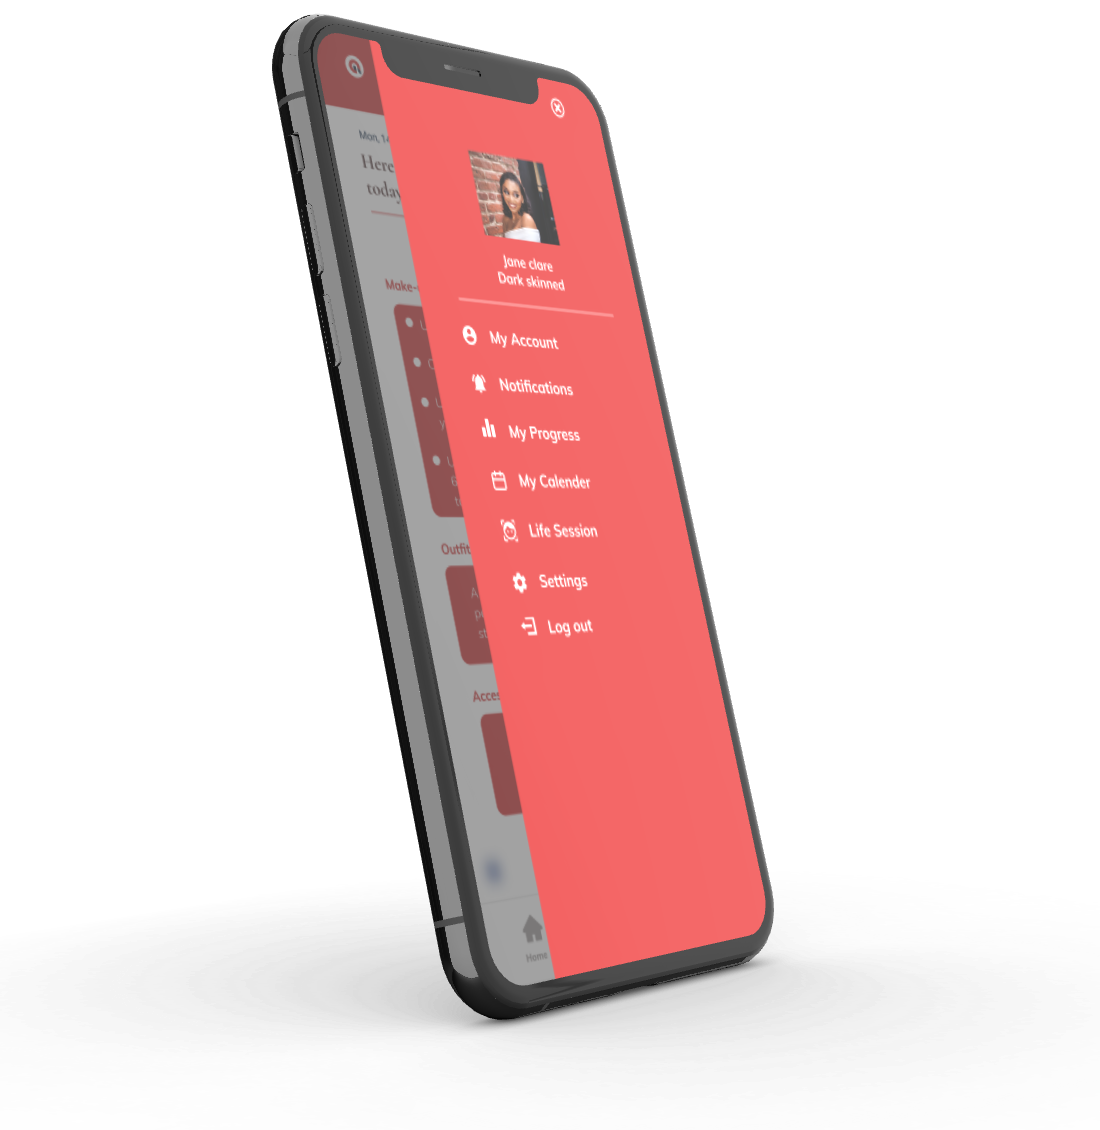 Mon, 14
Here
today
Make-
Outfit
Acces
Home
Jane clare
Dark skinned
My Account
Notifications
My Progress
My Calender
Life Session
Settings
Log out